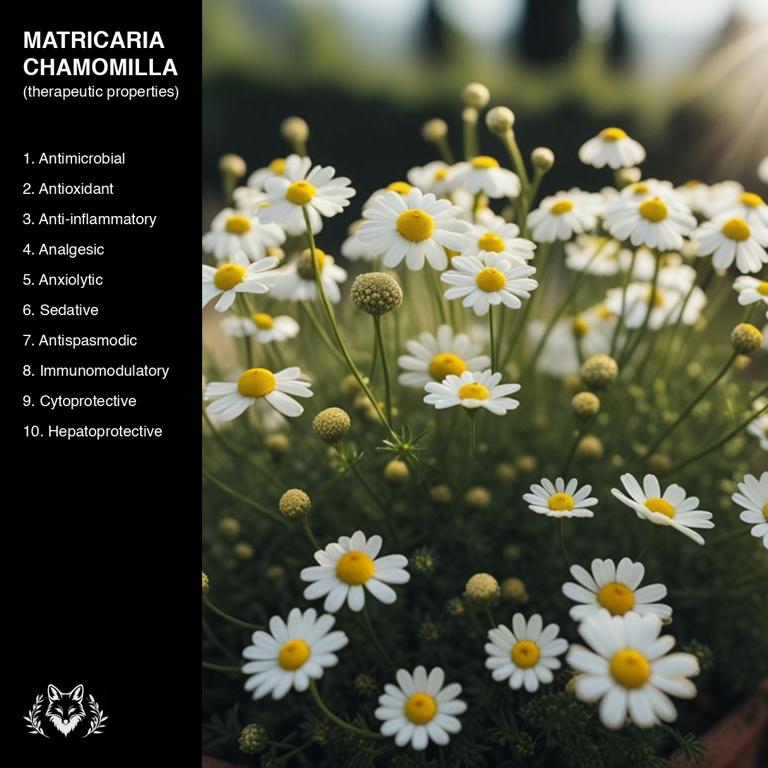 MATRICARIA
CHAMOMILLA
(therapeutic properties)
1. Antimicrobial
2. Antioxidant
3. Anti-inflammatory
4. Analgesic
5. Anxiolytic
6. Sedative
7. Antispasmodic
8. Immunomodulatory
9. Cytoprotective
10. Hepatoprotective